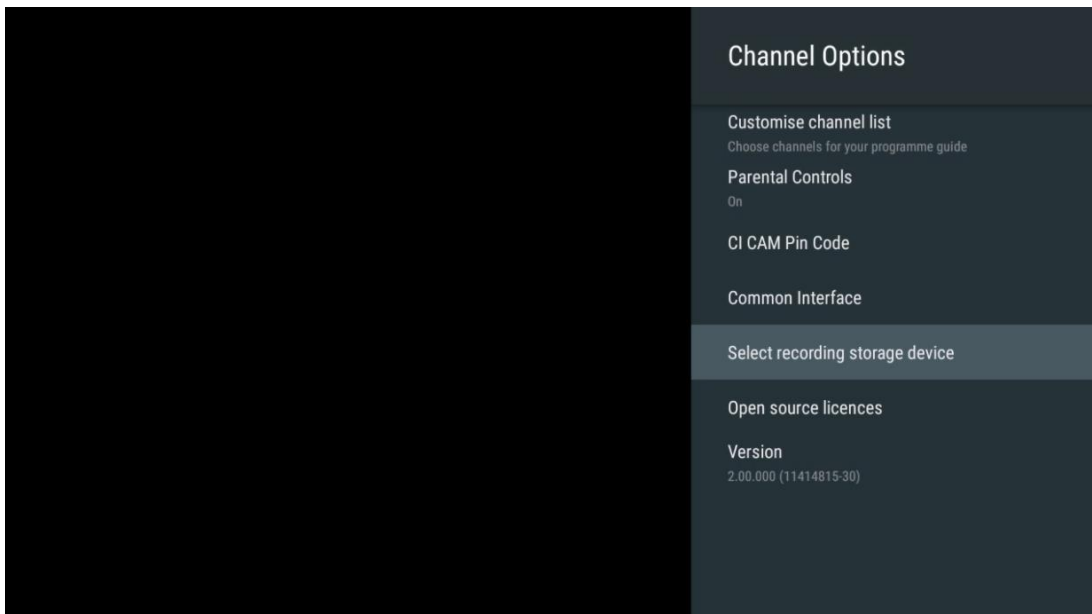 Channel Options
Customise channel list
Choose channels for your programme guide
Parental Controls
On
CI CAM Pin Code
Common Interface
Select recording storage device
Open source licences
Version
2.00.000 (11414815-30)